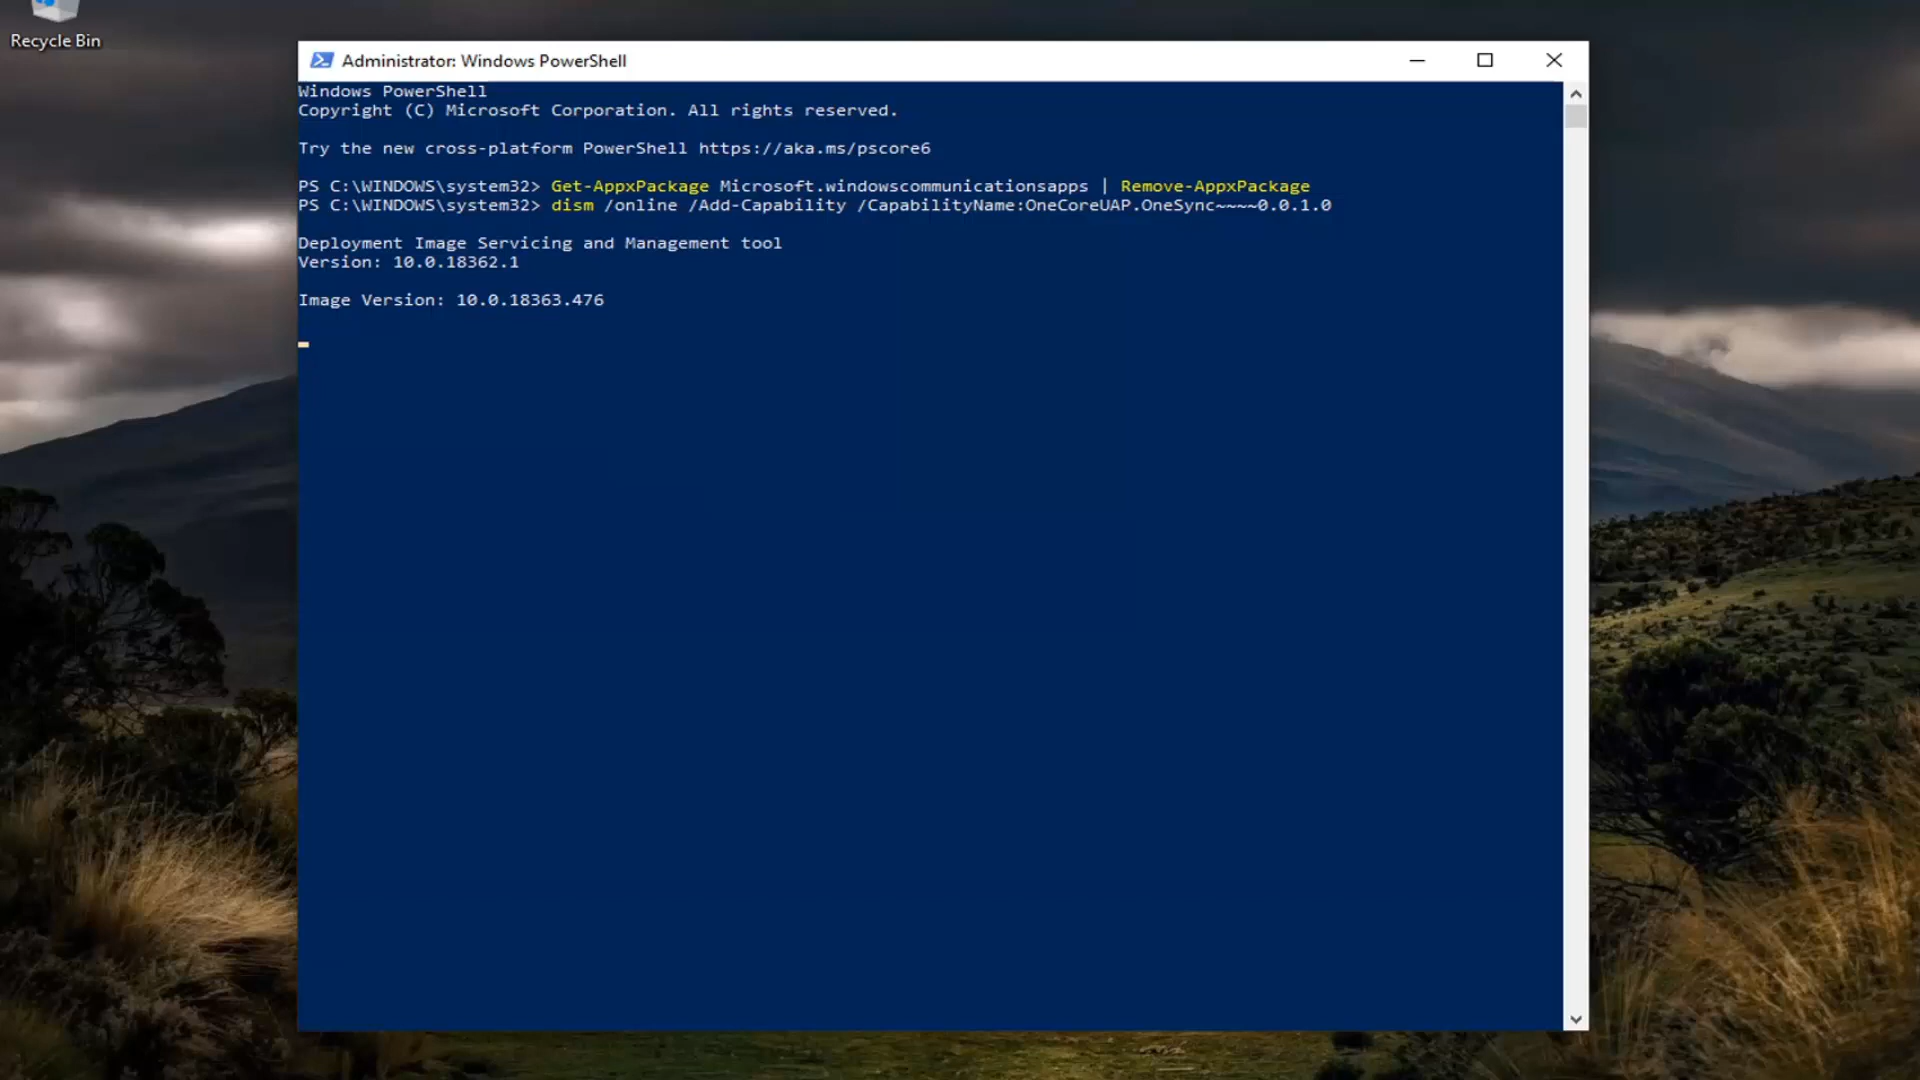 Recycle Bin
Administrator: Windows PowerShell
Windows PowerShell
Copyright (C) Microsoft Corporation. All rights reserved.
Try the new cross-platform PowerShell https://aka.ms/pscore6
PS C:\WINDOWS\system32> Get-AppxPackage Microsoft.windowscommunicationsapps | Remove-AppxPackage
PS C:\WINDOWS\system32> dism /online /Add-Capability /CapabilityName:OneCoreUAP.OneSync~~~~0.0.1.0
Deployment Image Servicing and Management tool
Version: 10.0.18362.1
Image Version: 10.0.18363.476